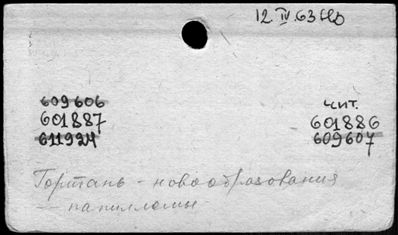 12 IV 63
609606
601887
611924
чит.
601886
609607
Гортань - новообразования
— папилломы